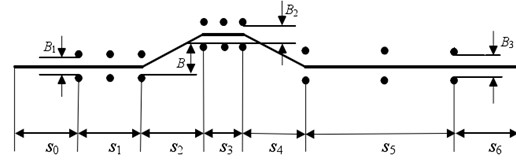 B₁
B₂
B
B₃
s₀ s₁ s₂ s₃ s₄ s₅ s₆